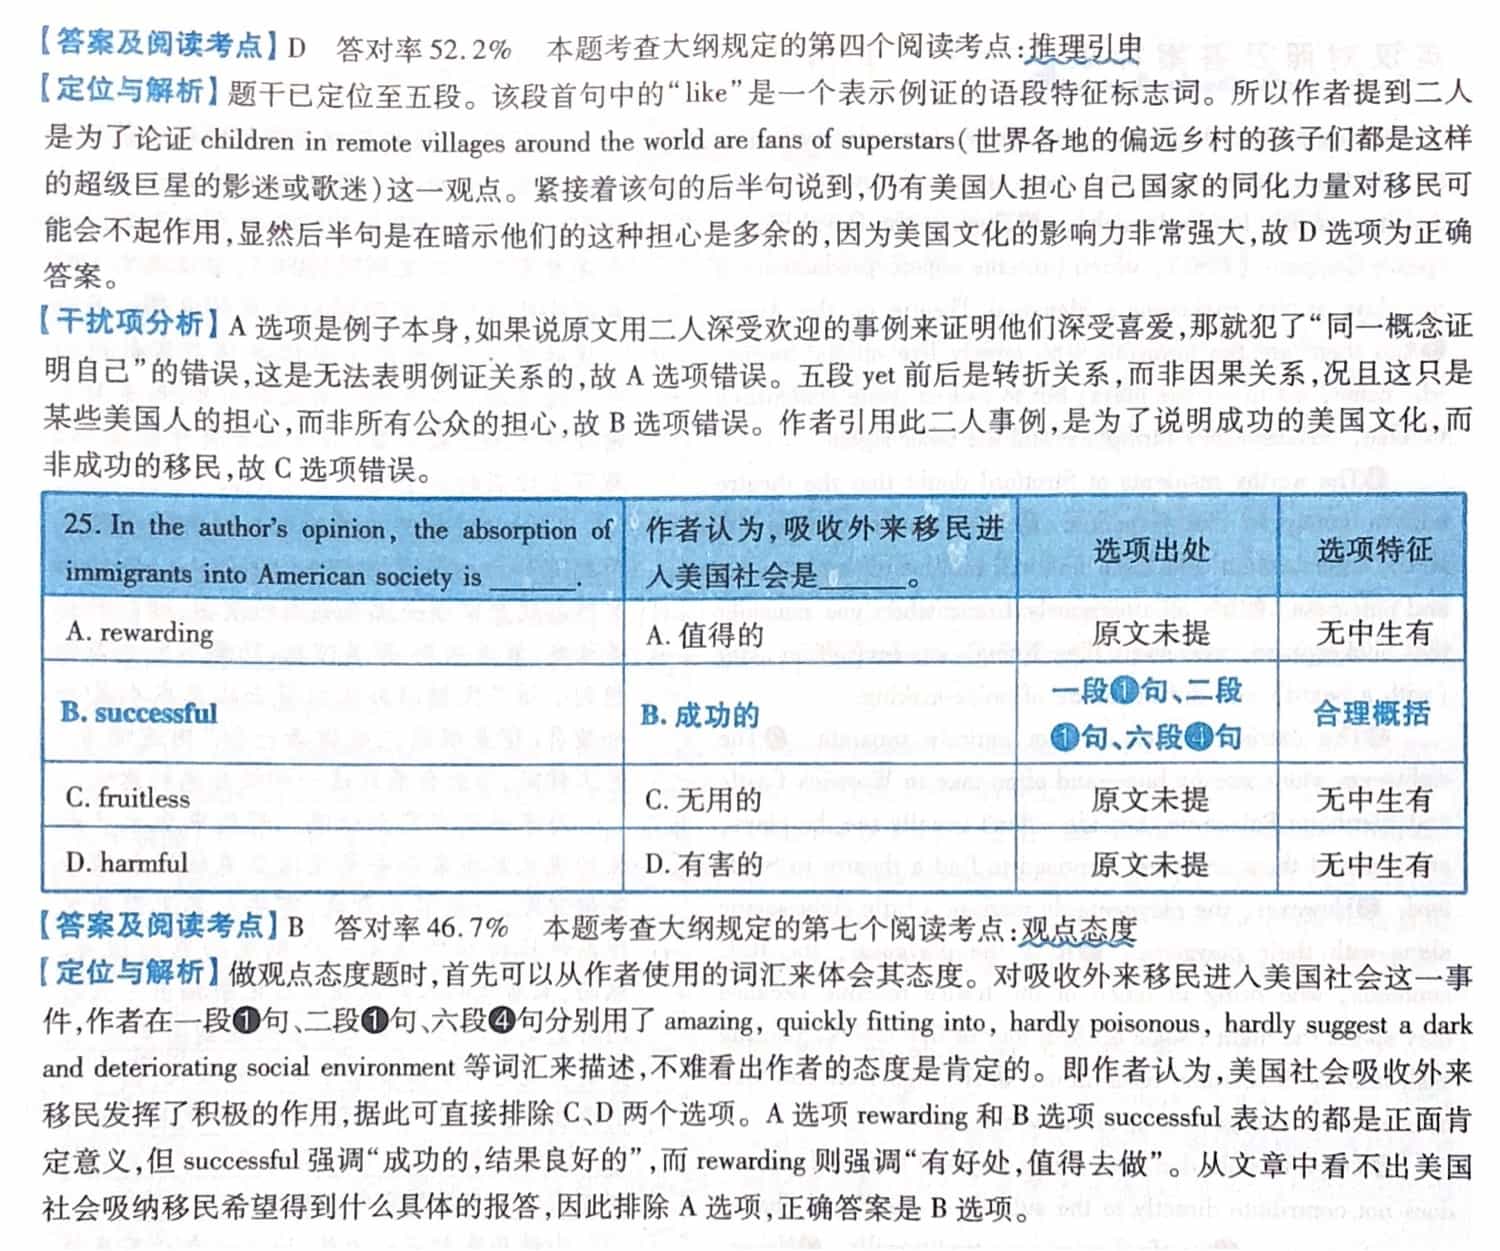 【答案及阅读考点】D 答对率52.2% 本题考查大纲规定的第四个阅读考点:推理引申
【定位与解析】题干已定位至五段。该段首句中的“like”是一个表示例证的语段特征标志词。所以作者提到二人
是为了论证 children in remote villages around the world are fans of superstars(世界各地的偏远乡村的孩子们都是这样
的超级巨星的影迷或歌迷)这一观点。紧接着该句的后半句说到,仍有美国人担心自己国家的同化力量对移民可
能会不起作用,显然后半句是在暗示他们的这种担心是多余的,因为美国文化的影响力非常强大,故 D 选项为正确
答案。
【干扰项分析】A 选项是例子本身,如果说原文用二人深受欢迎的事例来证明他们深受喜爱,那就犯了“同一概念证
明自己”的错误,这是无法表明例证关系的,故 A 选项错误。五段 yet 前后是转折关系,而非因果关系,况且这只是
某些美国人的担心,而非所有公众的担心,故 B 选项错误。作者引用此二人事例,是为了说明成功的美国文化,而
非成功的移民,故 C 选项错误。
25. In the author's opinion, the absorption of
immigrants into American society is ______.
作者认为,吸收外来移民进
入美国社会是______。
选项出处
选项特征
A. rewarding
A. 值得的
原文未提
无中生有
B. successful
B. 成功的
一段❶句、二段
❶句、六段❹句
合理概括
C. fruitless
C. 无用的
原文未提
无中生有
D. harmful
D. 有害的
原文未提
无中生有
【答案及阅读考点】B 答对率46.7% 本题考查大纲规定的第七个阅读考点:观点态度
【定位与解析】做观点态度题时,首先可以从作者使用的词汇来体会其态度。对吸收外来移民进入美国社会这一事
件,作者在一段❶句、二段❶句、六段❹句分别用了 amazing, quickly fitting into, hardly poisonous, hardly suggest a dark
and deteriorating social environment 等词汇来描述,不难看出作者的态度是肯定的。即作者认为,美国社会吸收外来
移民发挥了积极的作用,据此可直接排除 C、D 两个选项。A 选项 rewarding 和 B 选项 successful 表达的都是正面肯
定意义,但 successful 强调“成功的,结果良好的”,而 rewarding 则强调“有好处,值得去做”。从文章中看不出美国
社会吸纳移民希望得到什么具体的报答,因此排除 A 选项,正确答案是 B 选项。